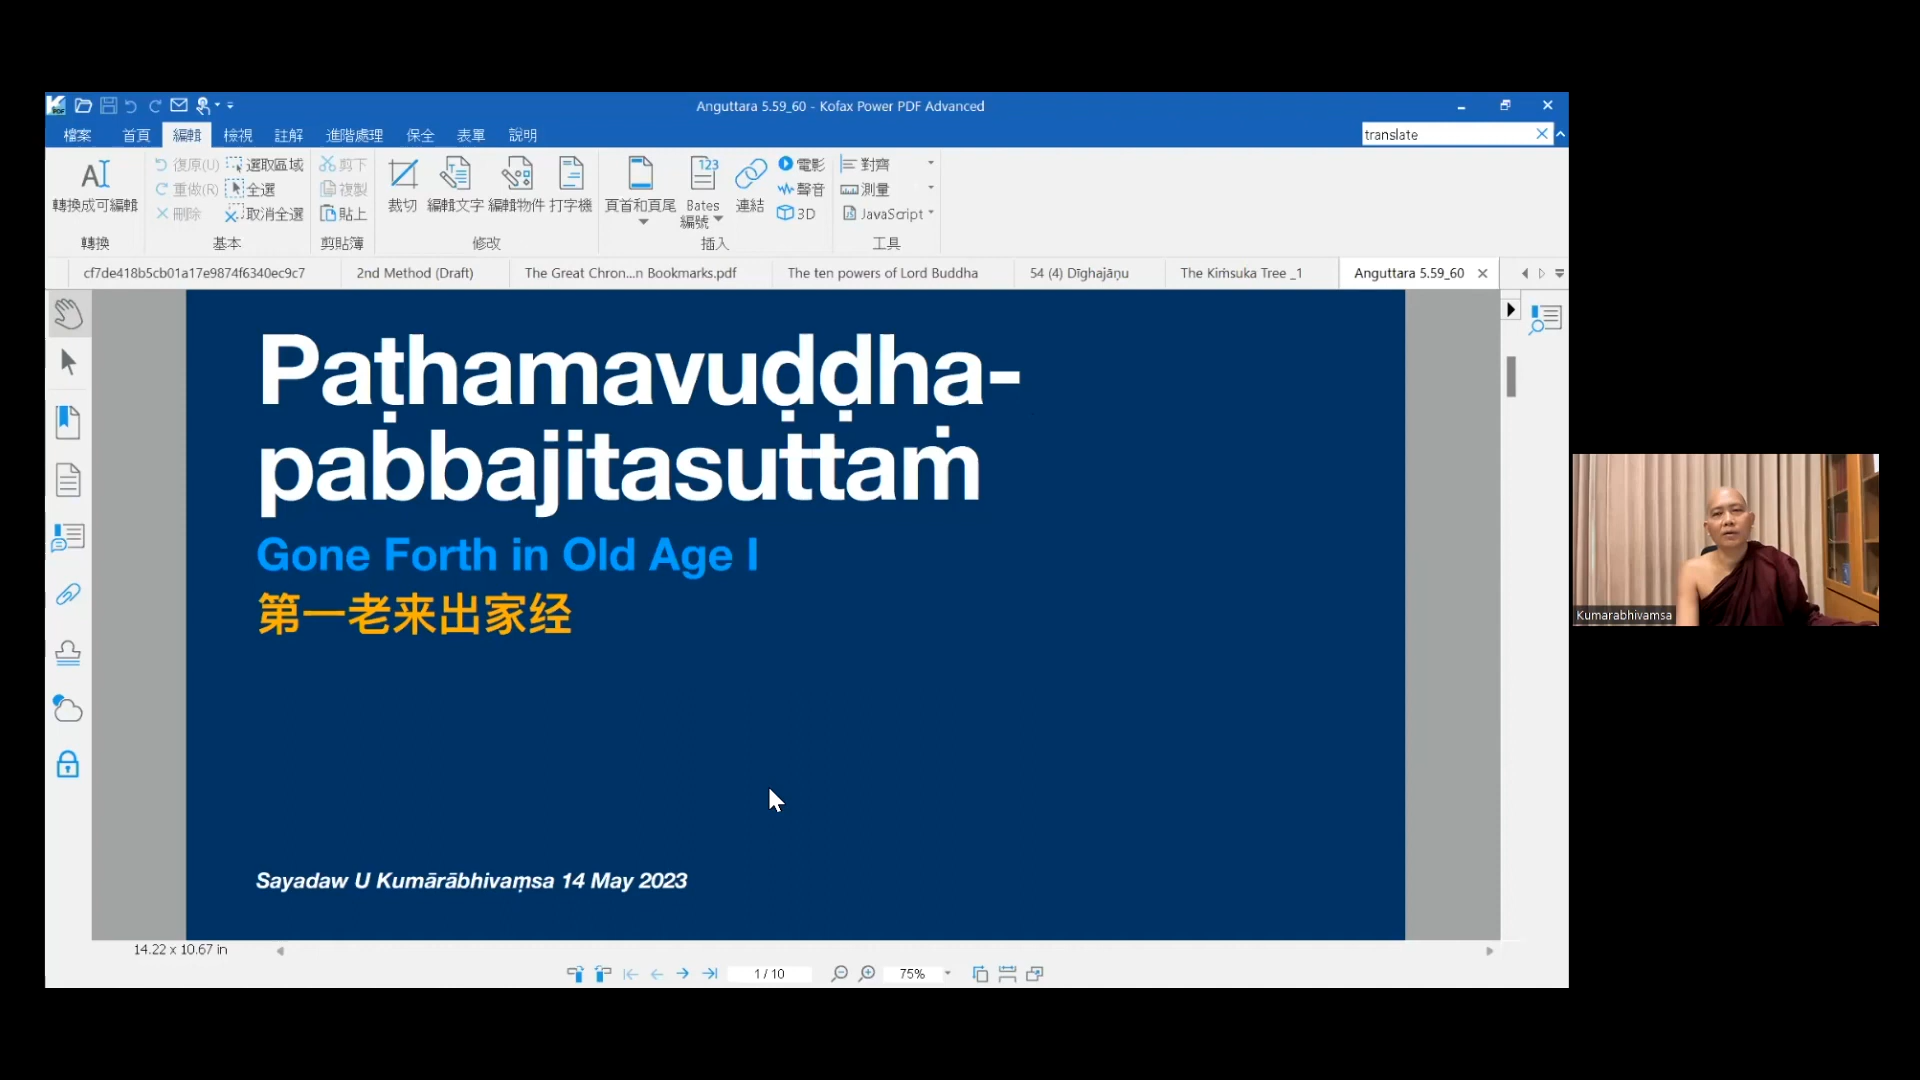 Anguttara 5.59_60 - Kofax Power PDF Advanced
檔案 首頁 編輯 檢視 註解 進階處理 保全 表單 說明
translate
轉換成可編輯
轉換
復原(U) 選取區域
重做(R) 全選
刪除 取消全選
基本
剪下
複製
貼上
剪貼簿
裁切 編輯文字 編輯物件 打字機
修改
頁首和頁尾 Bates 編號 連結
123
電影
聲音
3D
插入
對齊
測量
JavaScript
工具
cf7de418b5cb01a17e9874f6340ec9c7 2nd Method (Draft) The Great Chron...n Bookmarks.pdf The ten powers of Lord Buddha 54 (4) Dīghajāṇu The Kiṁsuka Tree _1 Anguttara 5.59_60
Paṭhamavuḍḍha-
pabbajitasuttaṁ
Gone Forth in Old Age I
第一老来出家经
Sayadaw U Kumārābhivaṃsa 14 May 2023
14.22 x 10.67 in
1 / 10 75%
Kumarabhivamsa